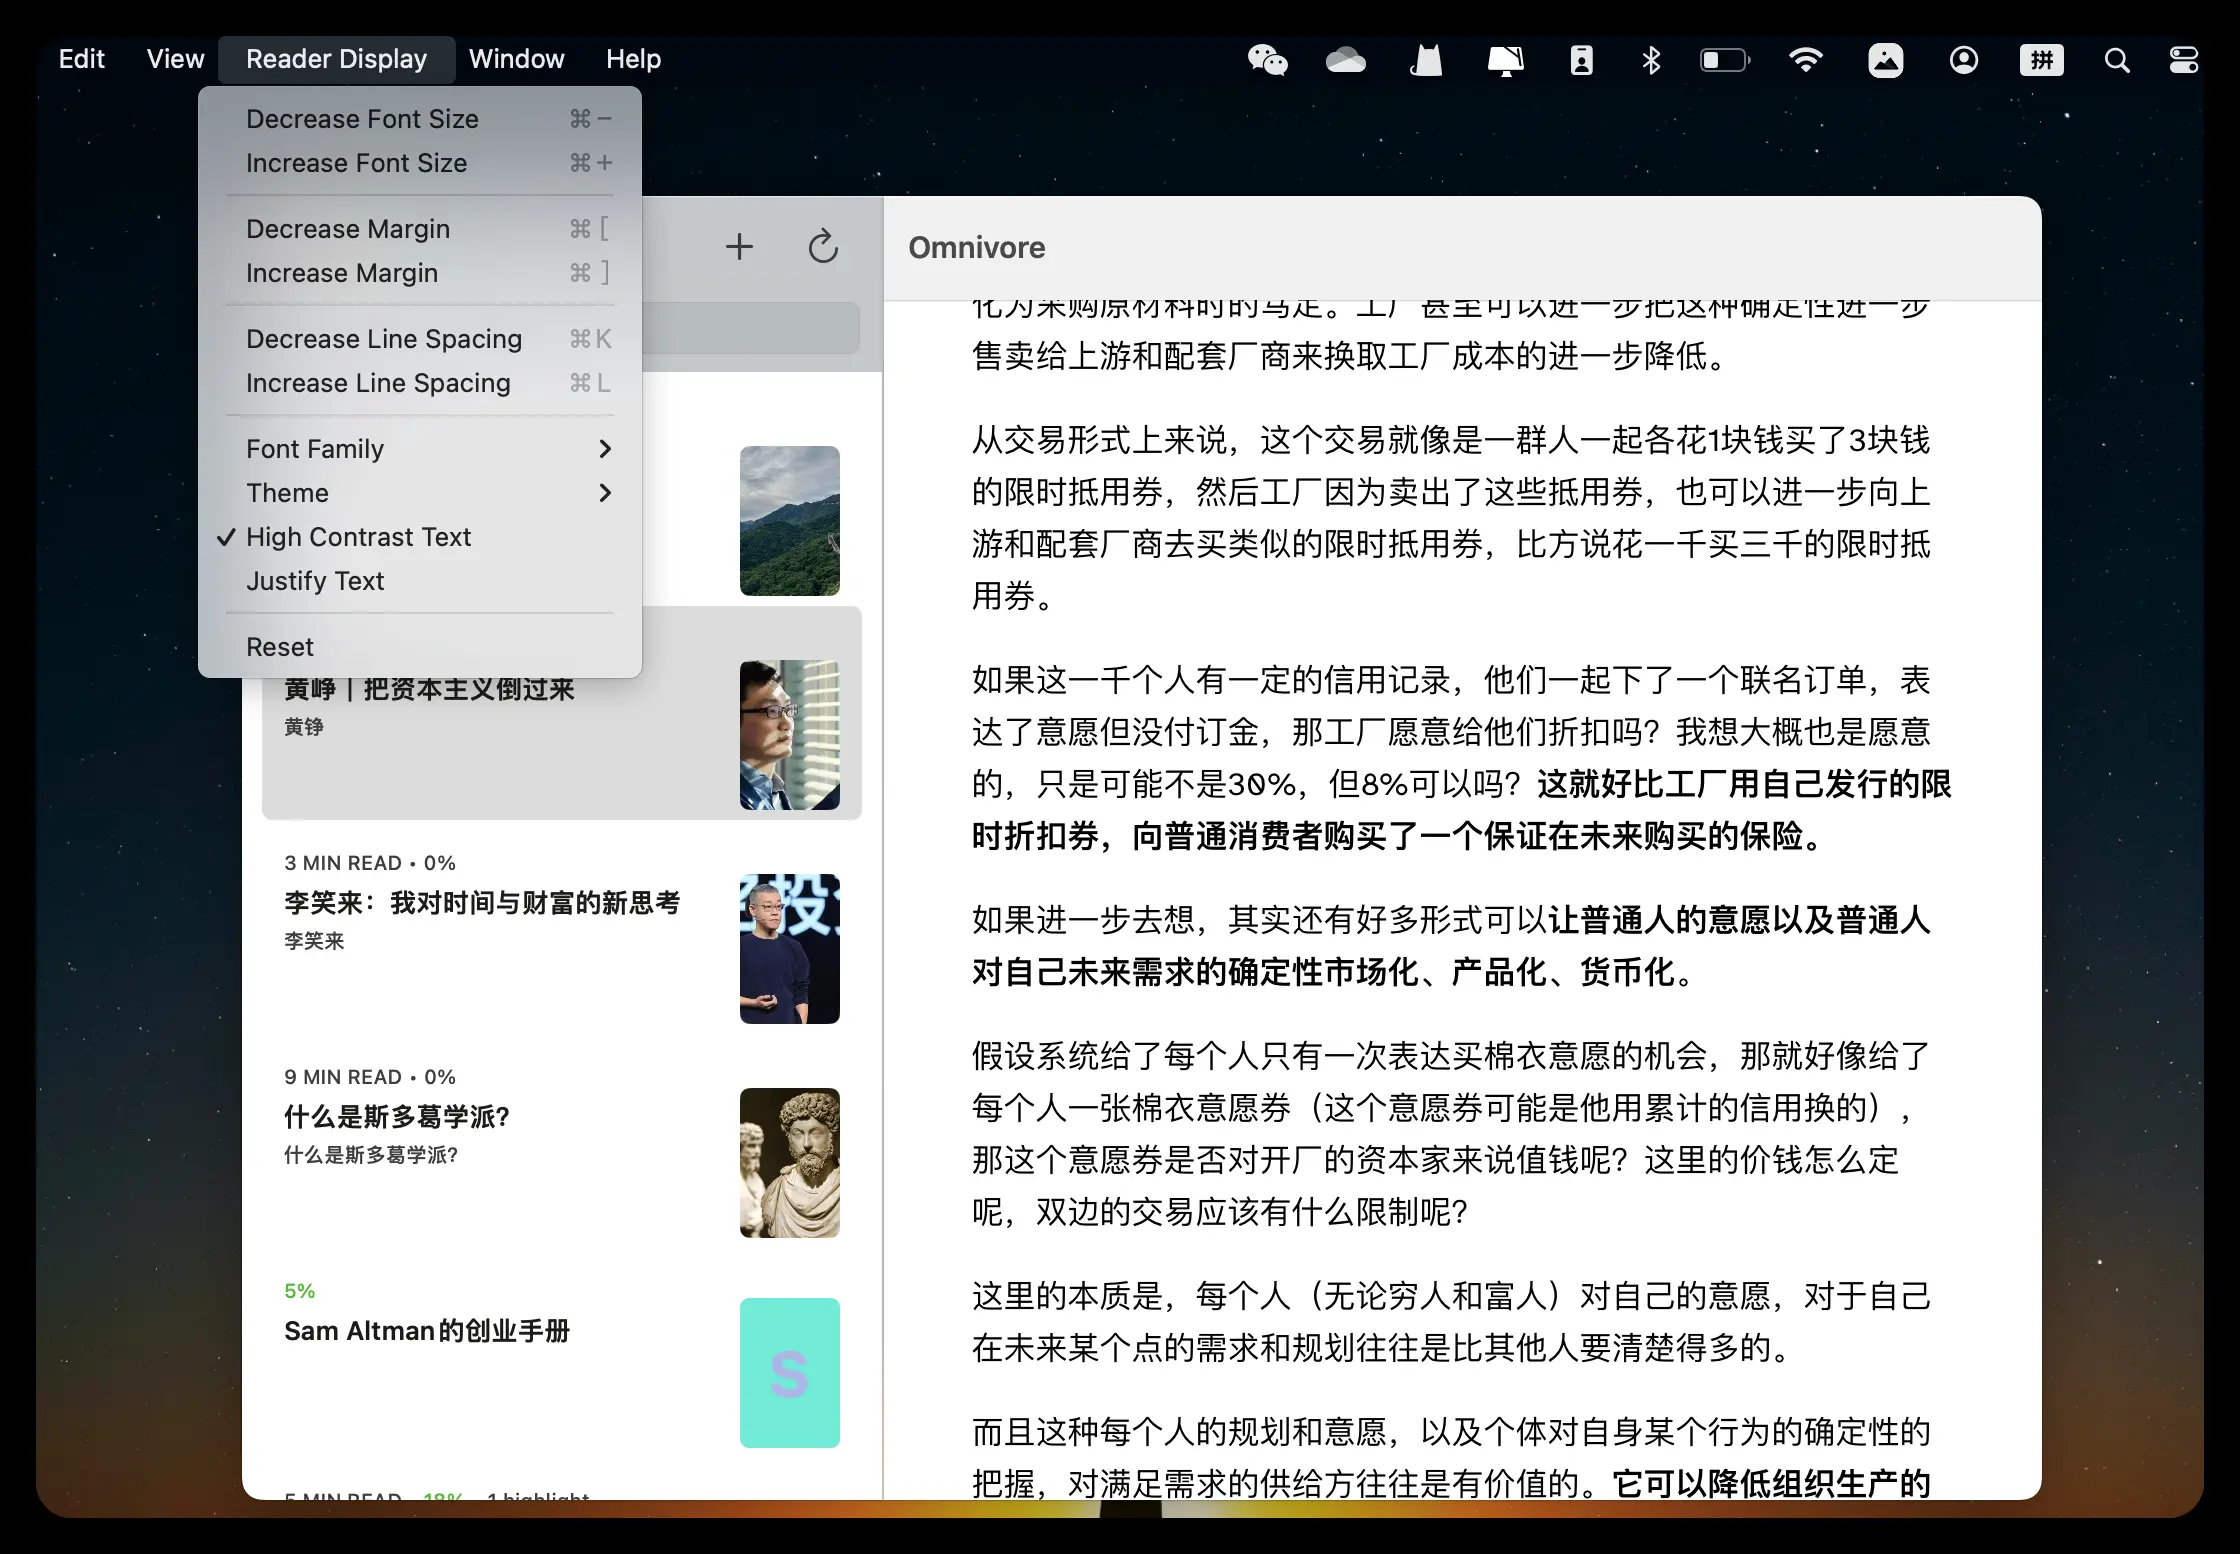 Edit View Reader Display Window Help
拼
Decrease Font Size ⌘ −
Increase Font Size ⌘ +
Decrease Margin ⌘ [
Increase Margin ⌘ ]
Decrease Line Spacing ⌘ K
Increase Line Spacing ⌘ L
Font Family
Theme
✓ High Contrast Text
Justify Text
Reset
黄峥｜把资本主义倒过来
黄铮
3 MIN READ • 0%
李笑来：我对时间与财富的新思考
李笑来
9 MIN READ • 0%
什么是斯多葛学派？
什么是斯多葛学派？
5%
Sam Altman的创业手册
S
5 MIN READ 18% 1 highlight
Omnivore
售卖给上游和配套厂商来换取工厂成本的进一步降低。
从交易形式上来说，这个交易就像是一群人一起各花1块钱买了3块钱
的限时抵用券，然后工厂因为卖出了这些抵用券，也可以进一步向上
游和配套厂商去买类似的限时抵用券，比方说花一千买三千的限时抵
用券。
如果这一千个人有一定的信用记录，他们一起下了一个联名订单，表
达了意愿但没付订金，那工厂愿意给他们折扣吗？我想大概也是愿意
的，只是可能不是30%，但8%可以吗？这就好比工厂用自己发行的限
时折扣券，向普通消费者购买了一个保证在未来购买的保险。
如果进一步去想，其实还有好多形式可以让普通人的意愿以及普通人
对自己未来需求的确定性市场化、产品化、货币化。
假设系统给了每个人只有一次表达买棉衣意愿的机会，那就好像给了
每个人一张棉衣意愿券（这个意愿券可能是他用累计的信用换的），
那这个意愿券是否对开厂的资本家来说值钱呢？这里的价钱怎么定
呢，双边的交易应该有什么限制呢？
这里的本质是，每个人（无论穷人和富人）对自己的意愿，对于自己
在未来某个点的需求和规划往往是比其他人要清楚得多的。
而且这种每个人的规划和意愿，以及个体对自身某个行为的确定性的
把握，对满足需求的供给方往往是有价值的。它可以降低组织生产的